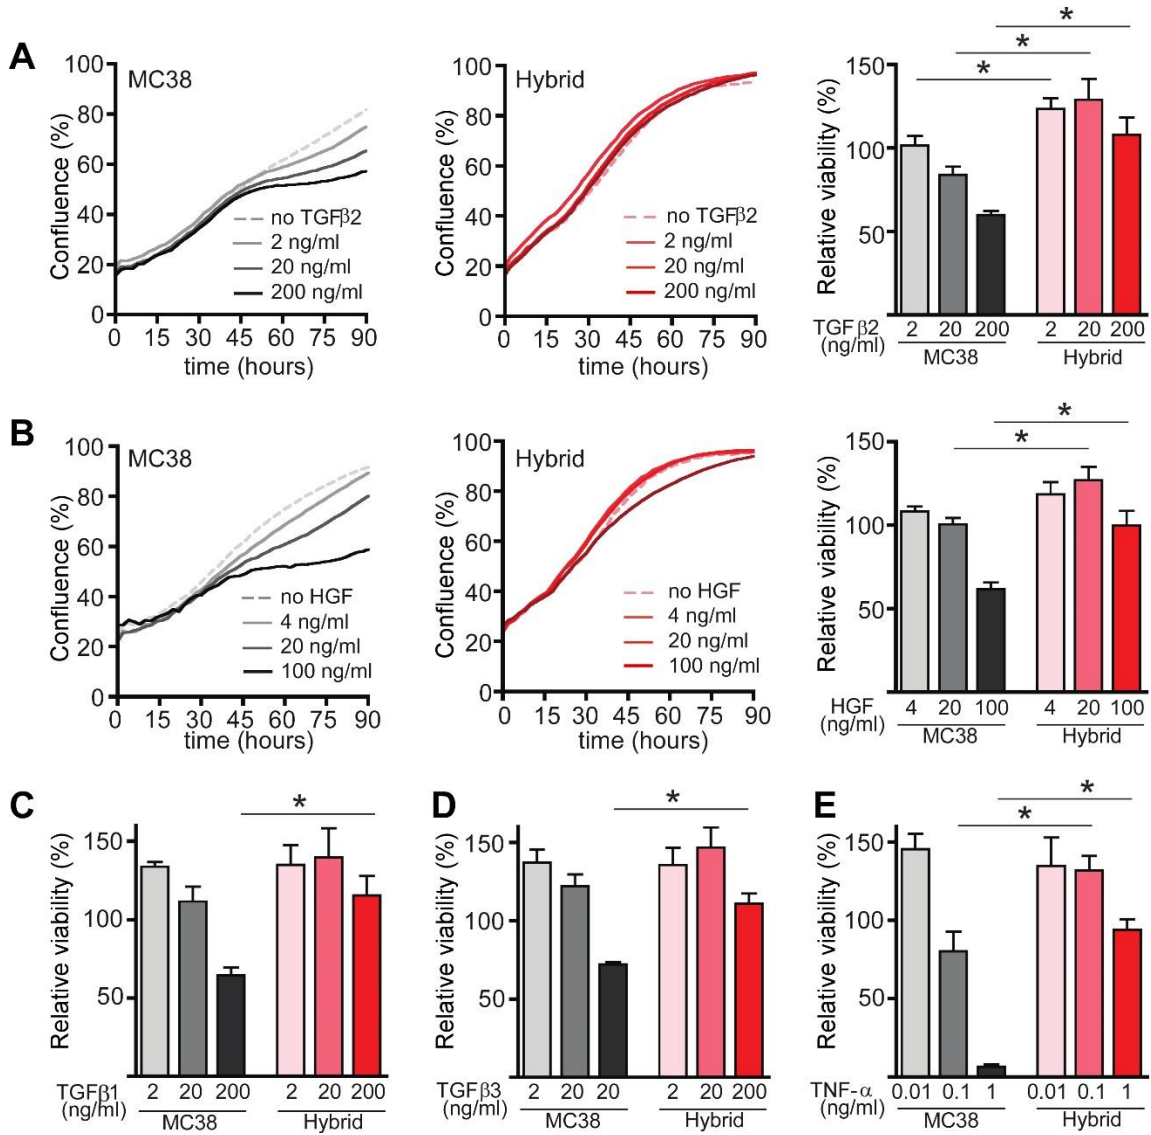 A
MC38
Confluence (%)
100
80
60
40
20
0
no TGFβ2
2 ng/ml
20 ng/ml
200 ng/ml
0 15 30 45 60 75 90
time (hours)
Hybrid
Confluence (%)
100
80
60
40
20
0
no TGFβ2
2 ng/ml
20 ng/ml
200 ng/ml
0 15 30 45 60 75 90
time (hours)
* * *
Relative viability (%)
150
100
50
TGFβ2 2 20 200 2 20 200
(ng/ml) MC38 Hybrid
B
MC38
Confluence (%)
100
80
60
40
20
0
no HGF
4 ng/ml
20 ng/ml
100 ng/ml
0 15 30 45 60 75 90
time (hours)
Hybrid
Confluence (%)
100
80
60
40
20
0
no HGF
4 ng/ml
20 ng/ml
100 ng/ml
0 15 30 45 60 75 90
time (hours)
* *
Relative viability (%)
150
100
50
HGF 4 20 100 4 20 100
(ng/ml) MC38 Hybrid
C
*
Relative viability (%)
150
100
50
TGFβ1 2 20 200 2 20 200
(ng/ml) MC38 Hybrid
D
*
Relative viability (%)
150
100
50
TGFβ3 2 20 20 2 20 200
(ng/ml) MC38 Hybrid
E
* *
Relative viability (%)
150
100
50
TNF-α 0.01 0.1 1 0.01 0.1 1
(ng/ml) MC38 Hybrid